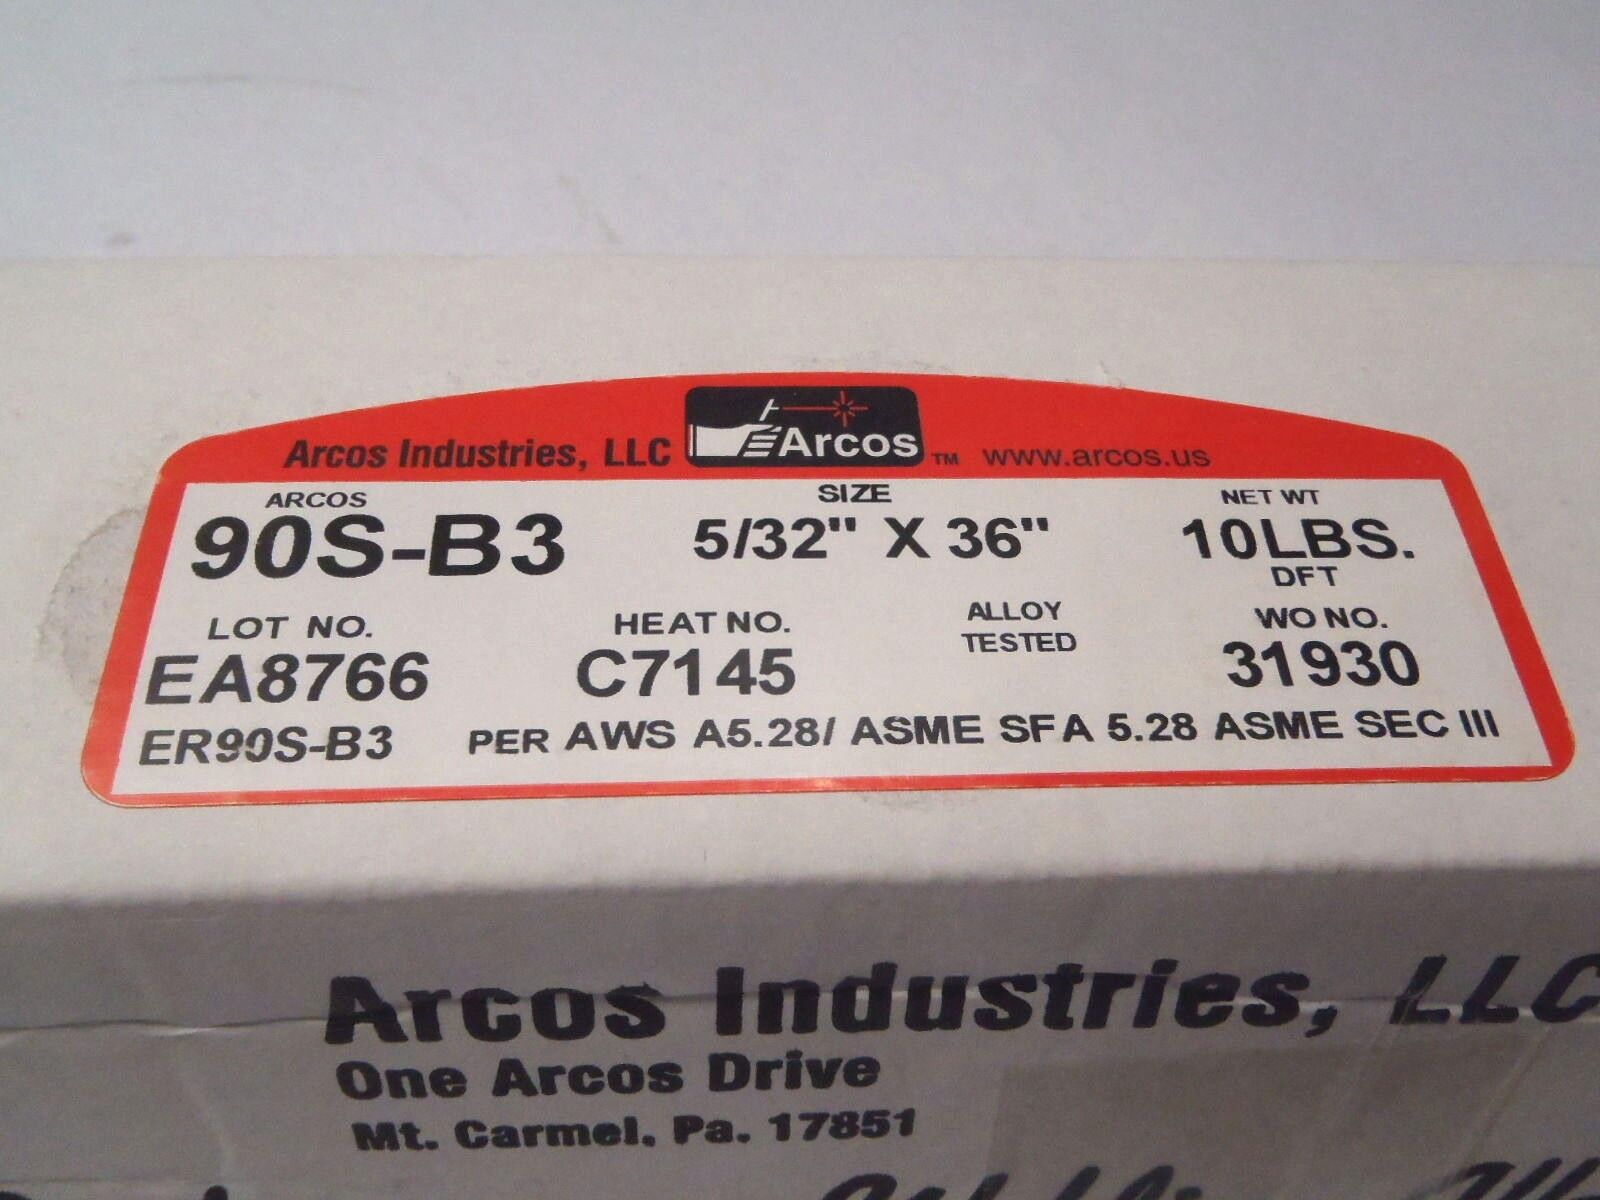 Arcos Industries, LLC Arcos ™ www.arcos.us
ARCOS SIZE NET WT
90S-B3 5/32" X 36" 10LBS.
DFT
LOT NO. HEAT NO. ALLOY TESTED WO NO.
EA8766 C7145 31930
ER90S-B3 PER AWS A5.28/ ASME SFA 5.28 ASME SEC III
Arcos Industries, LLC
One Arcos Drive
Mt. Carmel, Pa. 17851